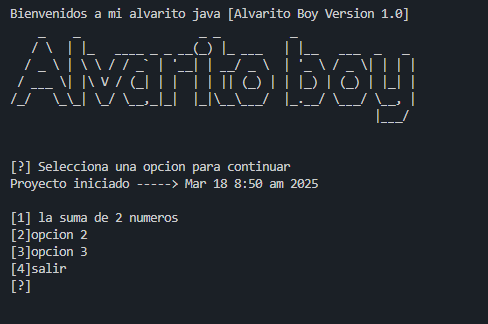 Bienvenidos a mi alvarito java [Alvarito Boy Version 1.0]
Alvarito boy
[?] Selecciona una opcion para continuar
Proyecto iniciado -----> Mar 18 8:50 am 2025
[1] la suma de 2 numeros
[2]opcion 2
[3]opcion 3
[4]salir
[?]